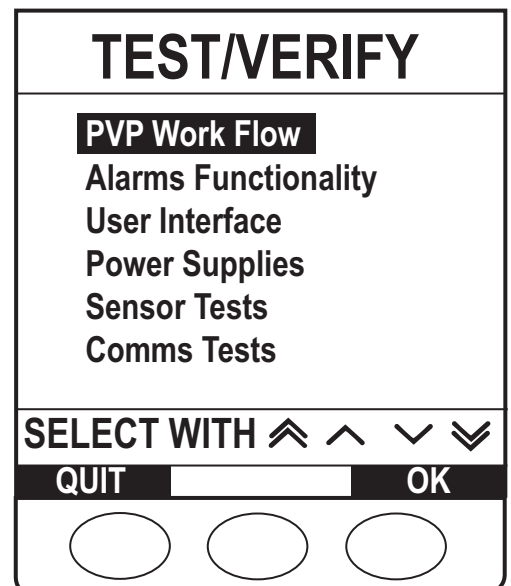 TEST/VERIFY
PVP Work Flow
Alarms Functionality
User Interface
Power Supplies
Sensor Tests
Comms Tests
SELECT WITH
QUIT OK